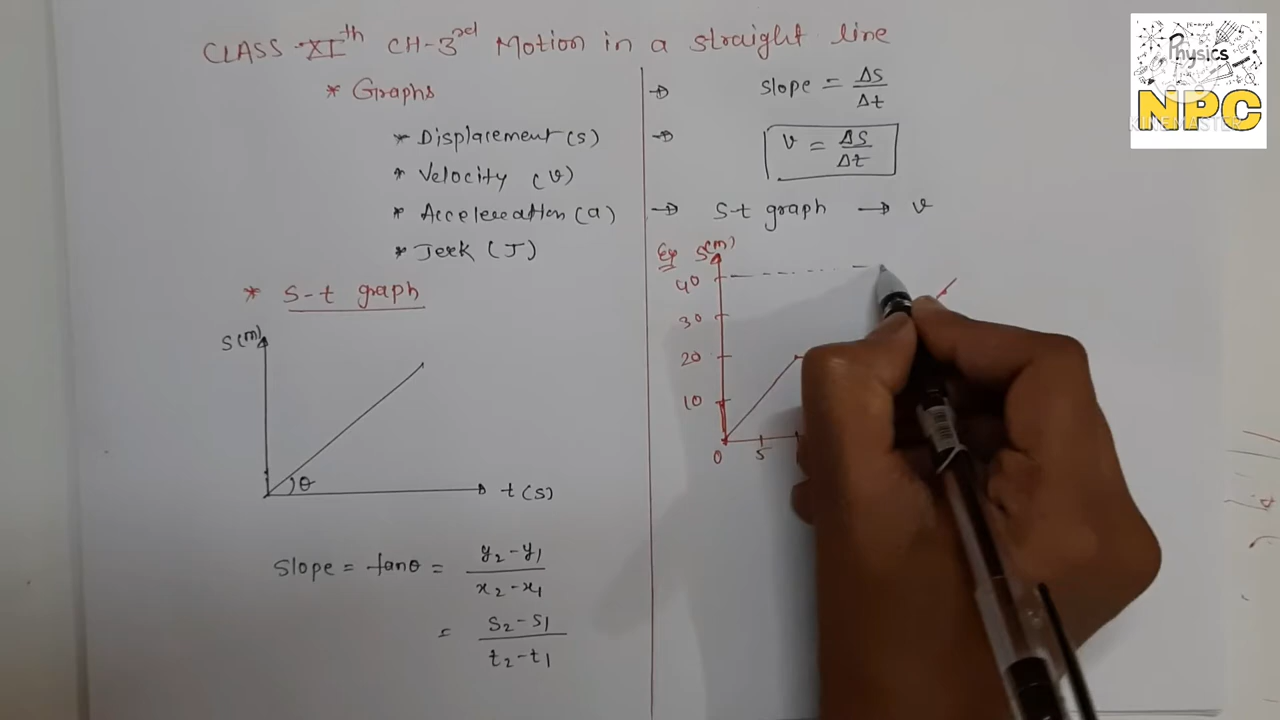 CLASS-XIth CH-3rd Motion in a straight line
* Graphs
* Displacement (s)
* Velocity (v)
* Acceleration (a)
* Jerk (J)
* S-t graph
S(m)
θ
t (s)
Slope = tanθ = y2-y1 / x2-x1
= s2-s1 / t2-t1
→ slope = Δs / Δt
→ v = Δs / Δt
→ S-t graph → v
Eg S(m)
40
30
20
10
0 5
Physics
NPC
KINEMASTER